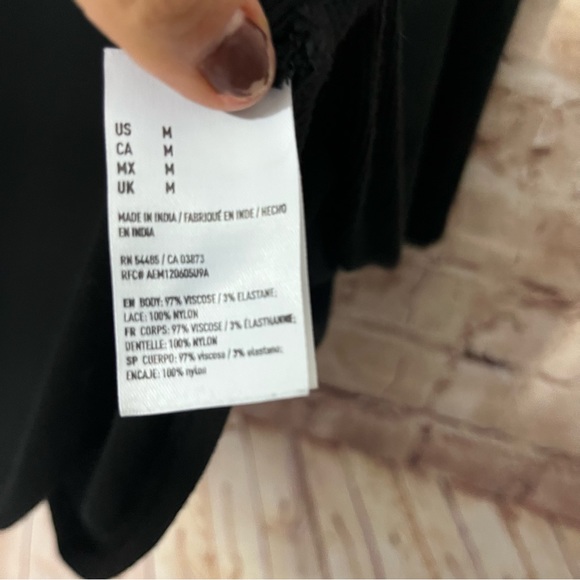 US M
CA M
MX M
UK M
MADE IN INDIA / FABRIQUÉ EN INDE / HECHO
EN INDIA
RN 54485 / CA 03873
RFC# AEM120605U9A
EN BODY: 97% VISCOSE / 3% ELASTANE;
LACE: 100% NYLON
FR CORPS: 97% VISCOSE / 3% ÉLASTHANNE;
DENTELLE: 100% NYLON
SP CUERPO: 97% viscosa / 3% elastano;
ENCAJE: 100% nylon